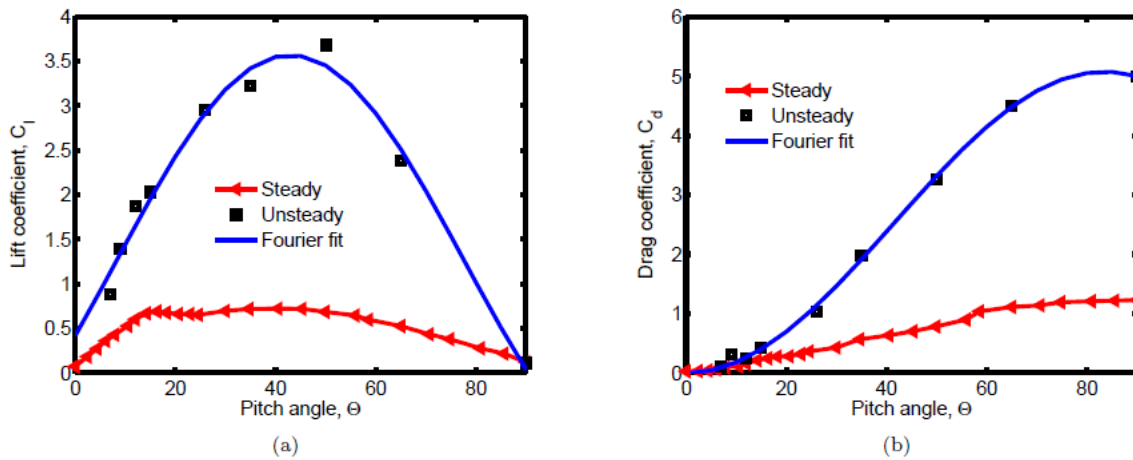 4
3.5
3
2.5
2
1.5
1
0.5
0
0 20 40 60 80
Lift coefficient, C_l
Pitch angle, Θ
Steady
Unsteady
Fourier fit
(a)
6
5
4
3
2
1
0
0 20 40 60 80
Drag coefficient, C_d
Pitch angle, Θ
Steady
Unsteady
Fourier fit
(b)